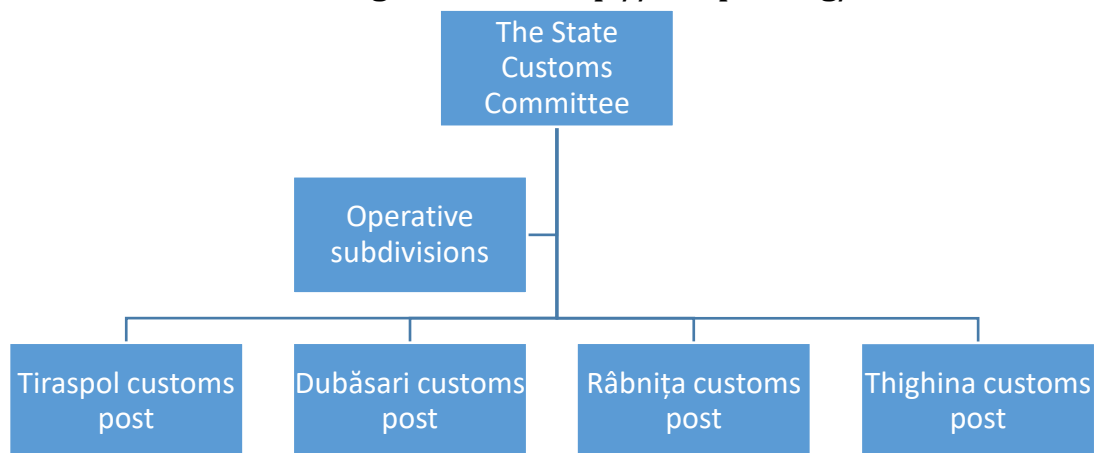 The State
Customs
Committee
Operative
subdivisions
Tiraspol customs
post
Dubăsari customs
post
Râbnița customs
post
Thighina customs
post